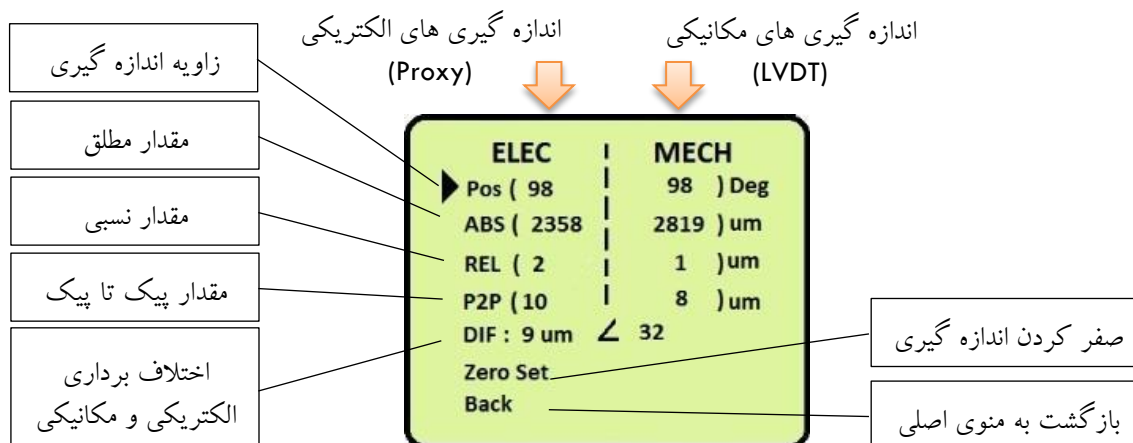 اندازه گیری های الکتریکی
(Proxy)
اندازه گیری های مکانیکی
(LVDT)
زاویه اندازه گیری
مقدار مطلق
مقدار نسبی
مقدار پیک تا پیک
اختلاف برداری
الکتریکی و مکانیکی
ELEC MECH
Pos ( 98 98 ) Deg
ABS ( 2358 2819 ) um
REL ( 2 1 ) um
P2P ( 10 8 ) um
DIF : 9 um ∠ 32
Zero Set
Back
صفر کردن اندازه گیری
بازگشت به منوی اصلی